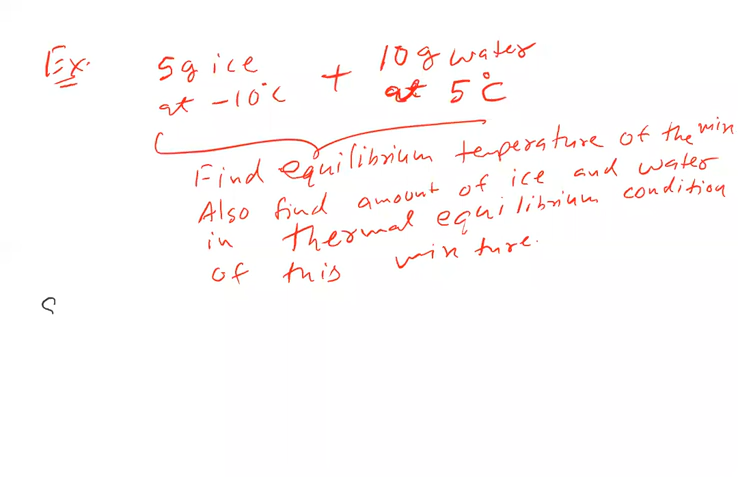 Ex. 5g ice + 10g water
at -10°C at 5°C
Find equilibrium temperature of the mix
Also find amount of ice and water
in thermal equilibrium condition
of this mixture.
S